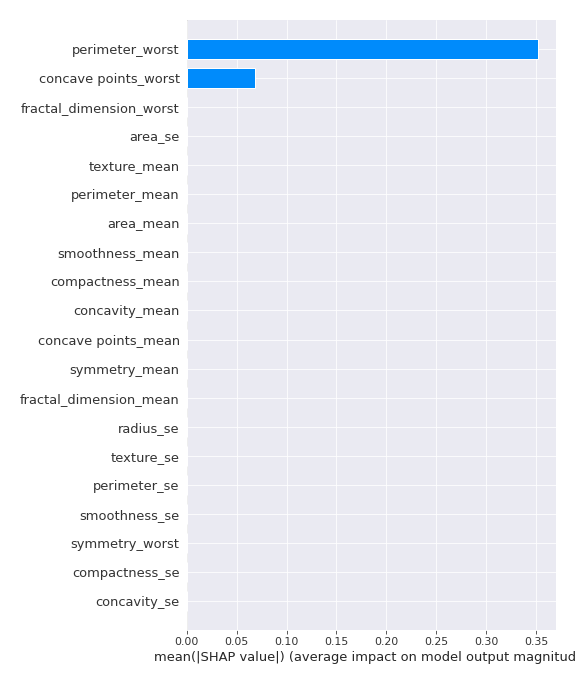 perimeter_worst
concave points_worst
fractal_dimension_worst
area_se
texture_mean
perimeter_mean
area_mean
smoothness_mean
compactness_mean
concavity_mean
concave points_mean
symmetry_mean
fractal_dimension_mean
radius_se
texture_se
perimeter_se
smoothness_se
symmetry_worst
compactness_se
concavity_se
0.00 0.05 0.10 0.15 0.20 0.25 0.30 0.35
mean(|SHAP value|) (average impact on model output magnitud